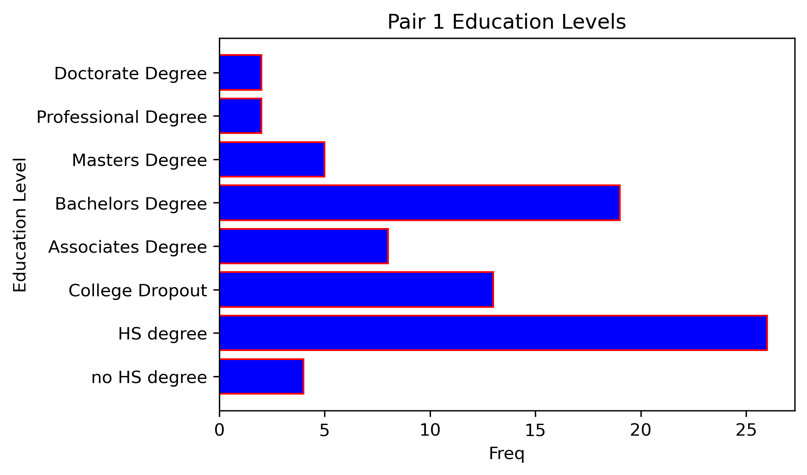 Pair 1 Education Levels
Doctorate Degree
Professional Degree
Masters Degree
Bachelors Degree
Associates Degree
College Dropout
HS degree
no HS degree
Education Level
0 5 10 15 20 25
Freq